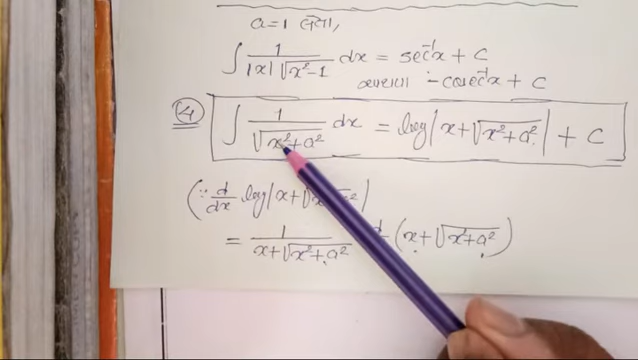 a=1 लेता,
∫ 1/(|x|√(x²-1)) dx = sec⁻¹x + C
अथवा -cosec⁻¹x + C
④ ∫ 1/√(x²+a²) dx = log|x+√(x²+a²)| + C
(∵ d/dx log|x+√
= 1/(x+√(x²+a²)) (x+√(x²+a²))